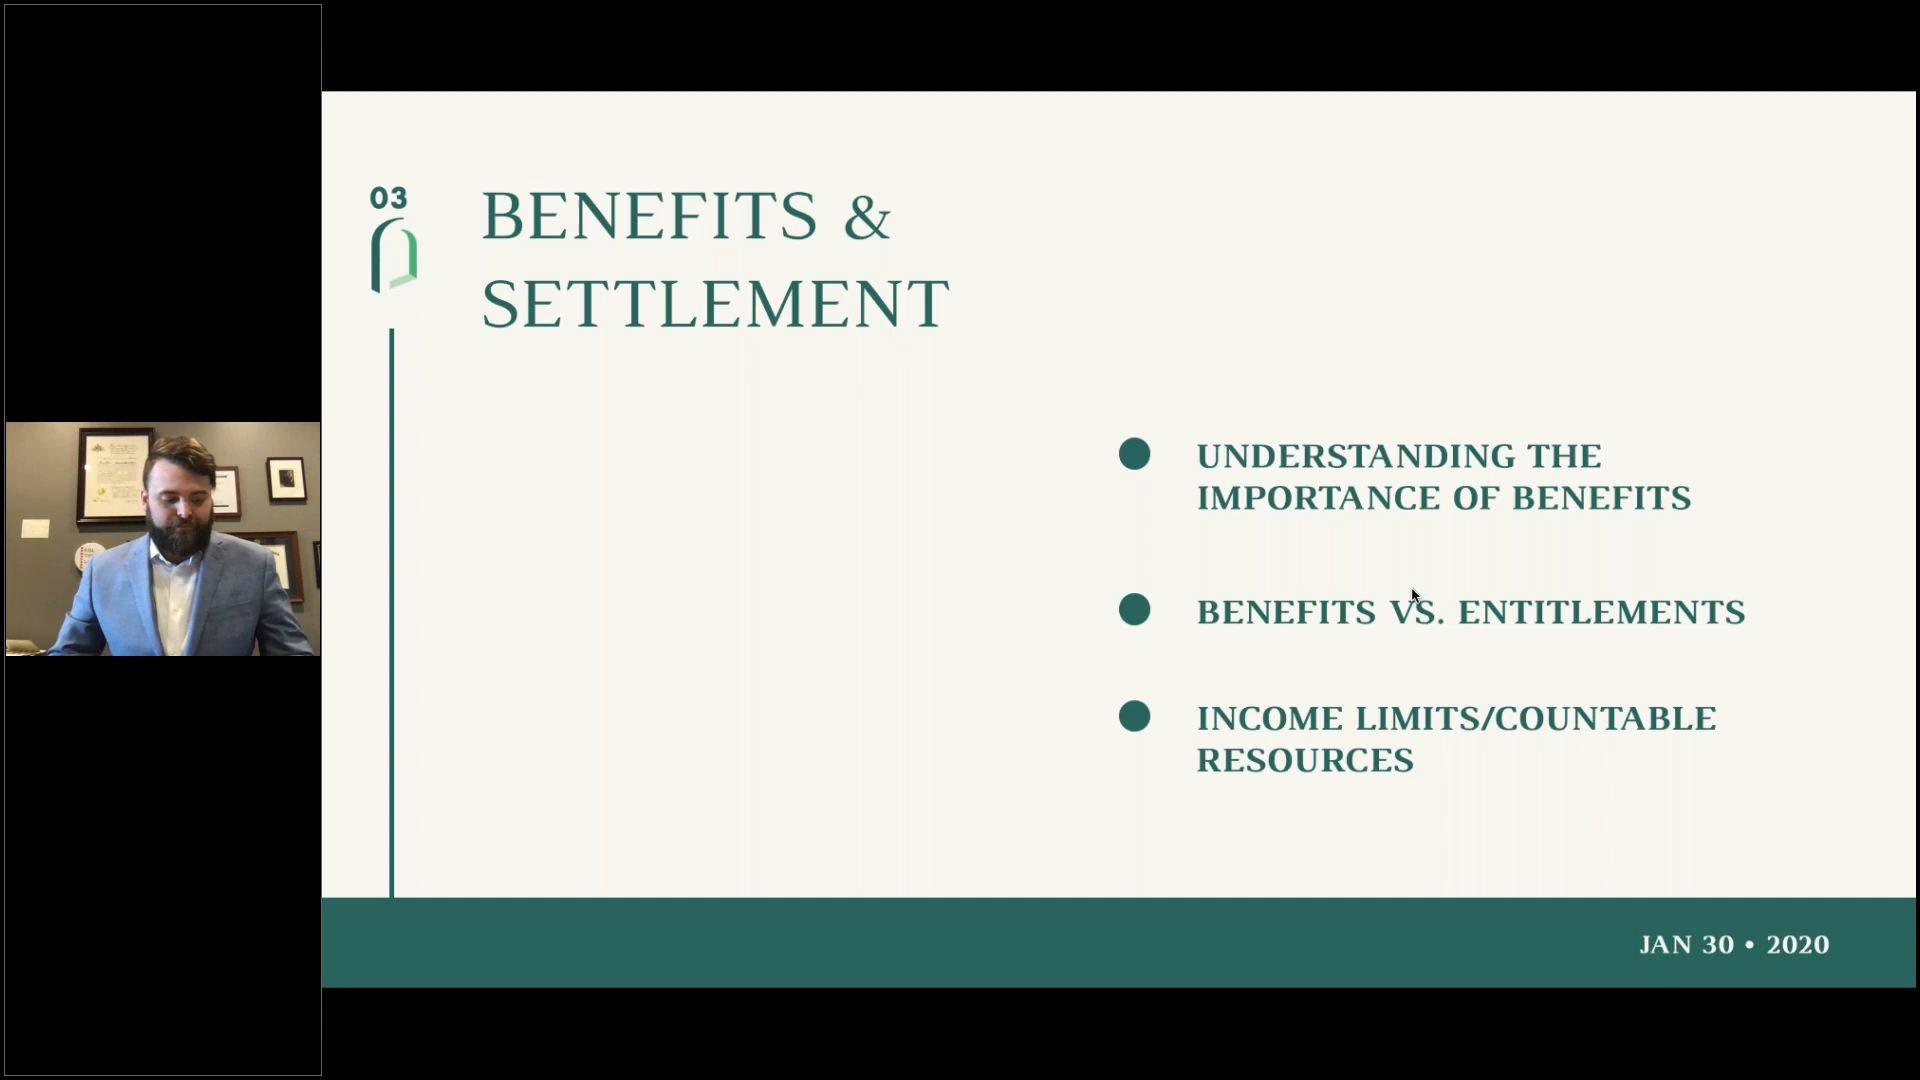 03
BENEFITS &
SETTLEMENT
UNDERSTANDING THE
IMPORTANCE OF BENEFITS
BENEFITS VS. ENTITLEMENTS
INCOME LIMITS/COUNTABLE
RESOURCES
JAN 30 • 2020